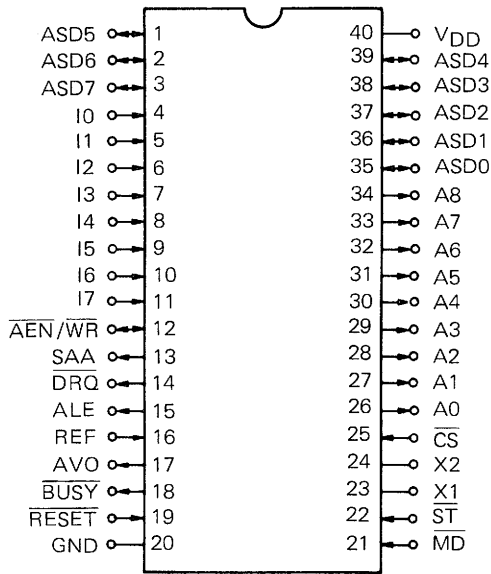 ASD5 1 40 VDD
ASD6 2 39 ASD4
ASD7 3 38 ASD3
I0 4 37 ASD2
I1 5 36 ASD1
I2 6 35 ASD0
I3 7 34 A8
I4 8 33 A7
I5 9 32 A6
I6 10 31 A5
I7 11 30 A4
AEN/WR 12 29 A3
SAA 13 28 A2
DRQ 14 27 A1
ALE 15 26 A0
REF 16 25 CS
AVO 17 24 X2
BUSY 18 23 X1
RESET 19 22 ST
GND 20 21 MD